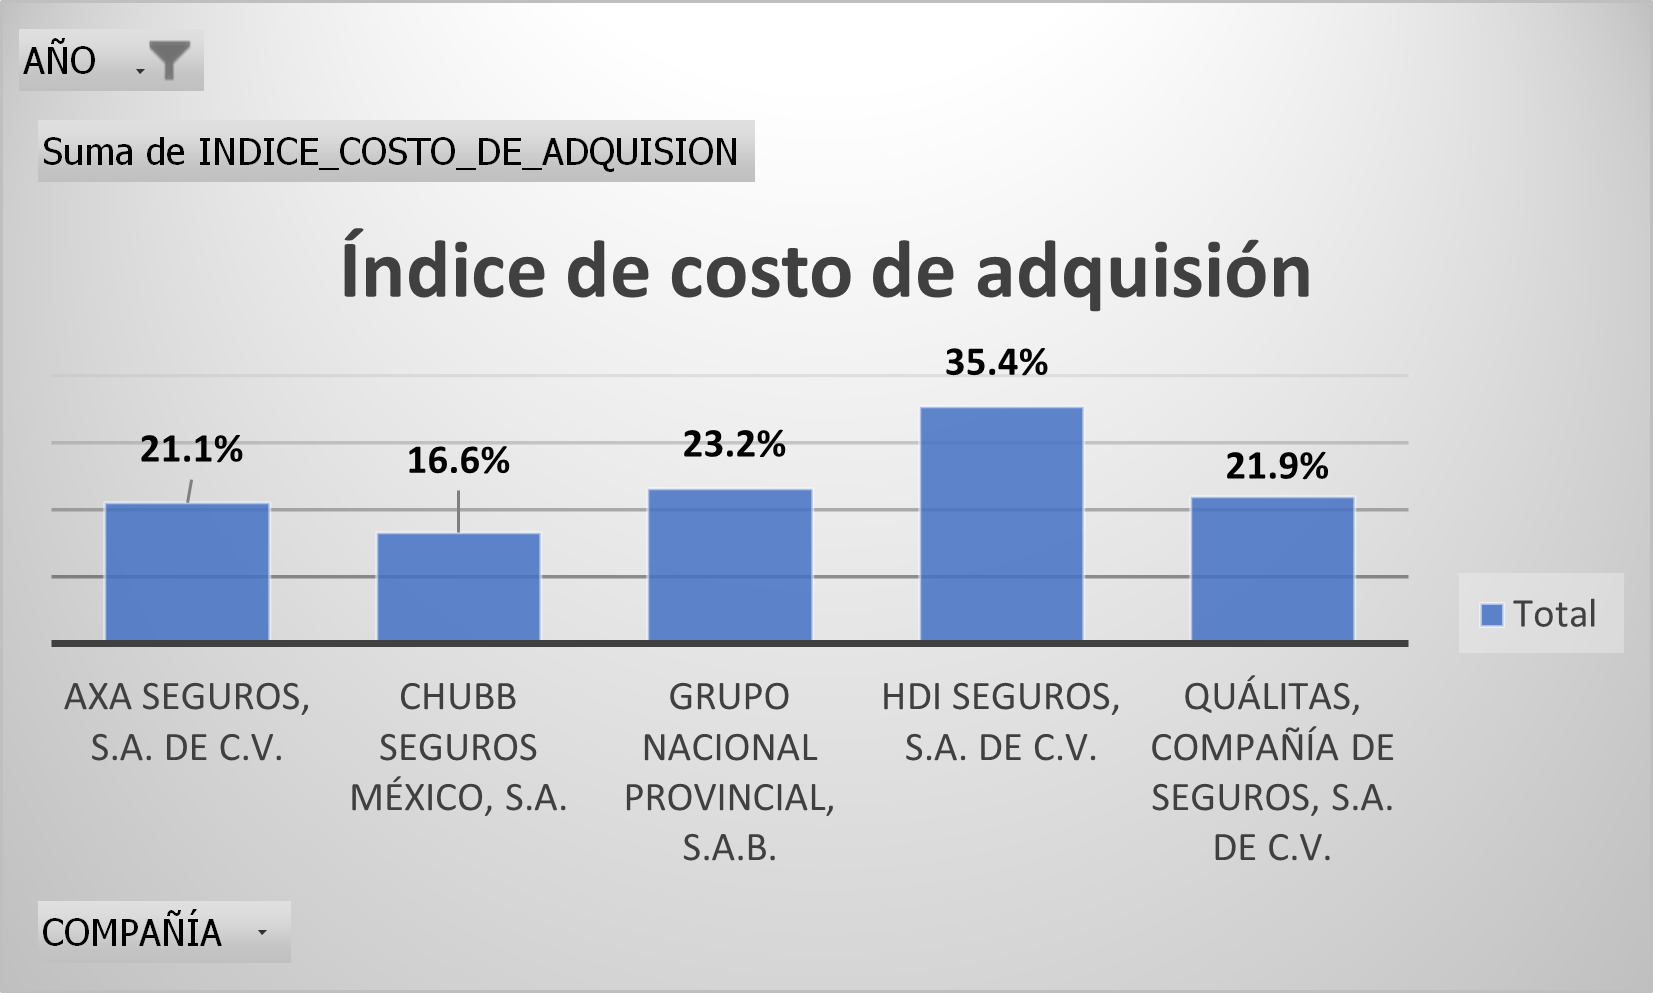 AÑO
Suma de INDICE_COSTO_DE_ADQUISION
Índice de costo de adquisión
35.4%
21.1%
16.6%
23.2%
21.9%
Total
AXA SEGUROS,
S.A. DE C.V.
CHUBB
SEGUROS
MÉXICO, S.A.
GRUPO
NACIONAL
PROVINCIAL,
S.A.B.
HDI SEGUROS,
S.A. DE C.V.
QUÁLITAS,
COMPAÑÍA DE
SEGUROS, S.A.
DE C.V.
COMPAÑÍA